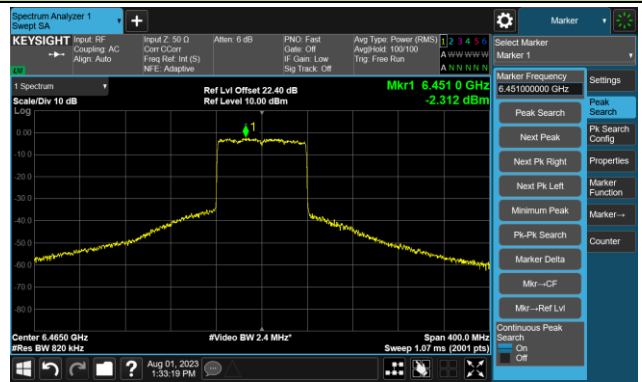 Spectrum Analyzer 1
Swept SA
Marker
KEYSIGHT
Input: RF
Coupling: AC
Align: Auto
Input Z: 50 Ω
Corr CCorr
Freq Ref: Int (S)
NFE: Adaptive
Atten: 6 dB
PNO: Fast
Gate: Off
IF Gain: Low
Sig Track: Off
Avg Type: Power (RMS)
Avg|Hold: 100/100
Trig: Free Run
1 2 3 4 5 6
A W W W W W
A N N N N N
Select Marker
Marker 1
LXI
1 Spectrum
Scale/Div 10 dB
Log
Ref Lvl Offset 22.40 dB
Ref Level 10.00 dBm
Mkr1 6.451 0 GHz
-2.312 dBm
1
0.00
-10.0
-20.0
-30.0
-40.0
-50.0
-60.0
-70.0
-80.0
Center 6.4650 GHz
#Res BW 820 kHz
#Video BW 2.4 MHz*
Span 400.0 MHz
Sweep 1.07 ms (2001 pts)
Marker Frequency
6.451000000 GHz
Peak Search
Next Peak
Next Pk Right
Next Pk Left
Minimum Peak
Pk-Pk Search
Marker Delta
Mkr→CF
Mkr→Ref Lvl
Continuous Peak
Search
On
Off
Settings
Peak
Search
Pk Search
Config
Properties
Marker
Function
Marker→
Counter
?
Aug 01, 2023
1:33:19 PM